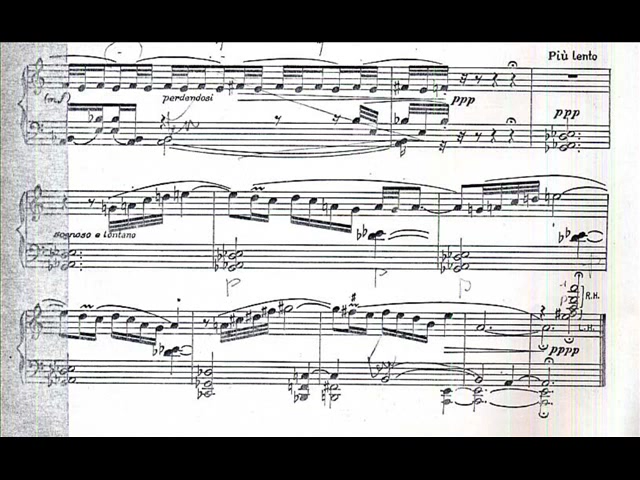 Più lento
perdendosi
ppp
ppp
sognoso e lontano
R.H.
L.H.
pppp